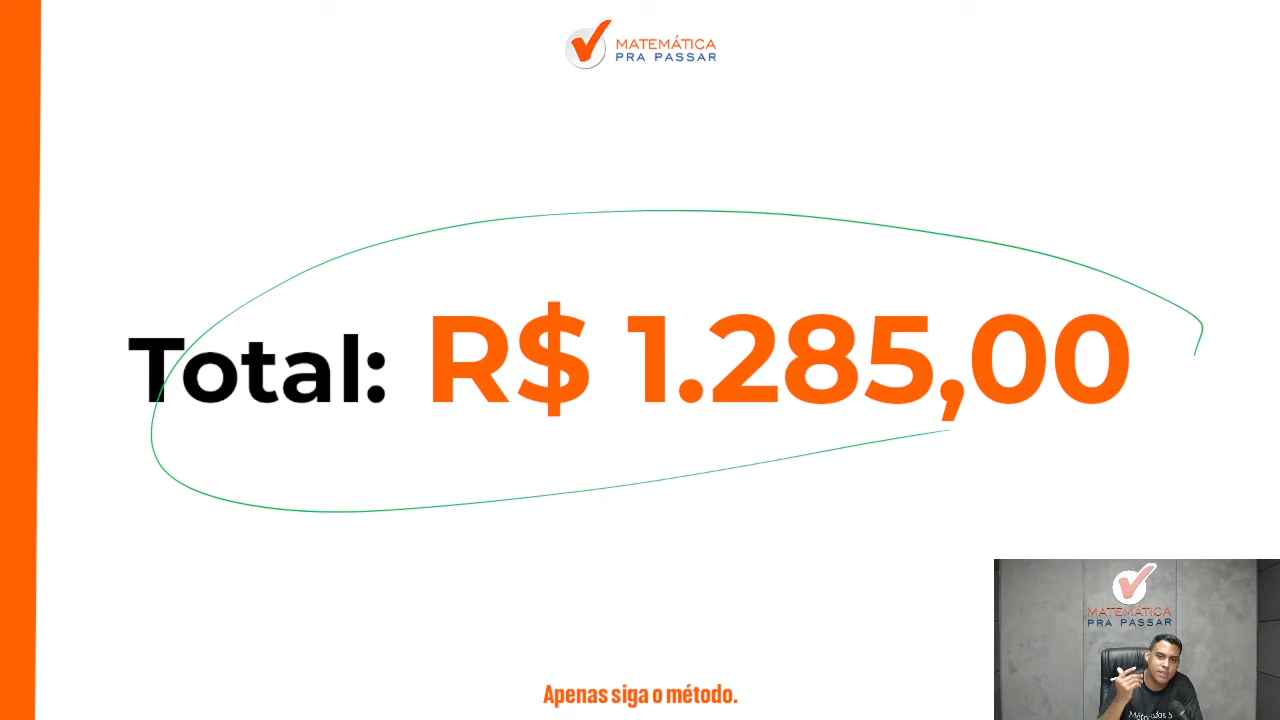 MATEMÁTICA
PRA PASSAR
Total: R$ 1.285,00
MATEMÁTICA
PRA PASSAR
Apenas siga o método.